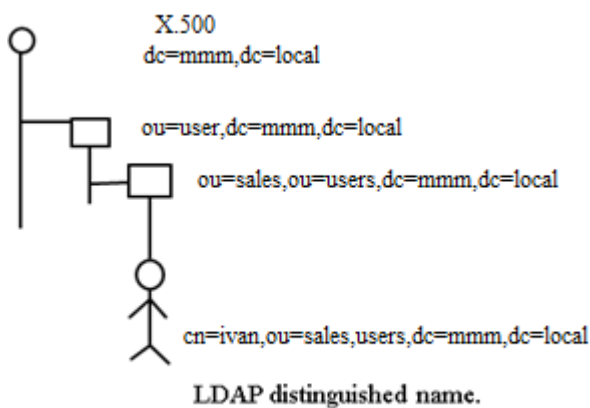 X.500
dc=mmm,dc=local
ou=user,dc=mmm,dc=local
ou=sales,ou=users,dc=mmm,dc=local
cn=ivan,ou=sales,users,dc=mmm,dc=local
LDAP distinguished name.